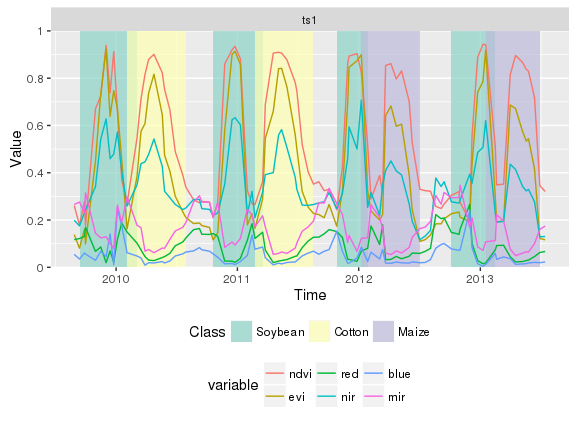 ts1
1
0.8
0.6
0.4
0.2
0
Value
2010 2011 2012 2013
Time
Class Soybean Cotton Maize
variable ndvi red blue
evi nir mir